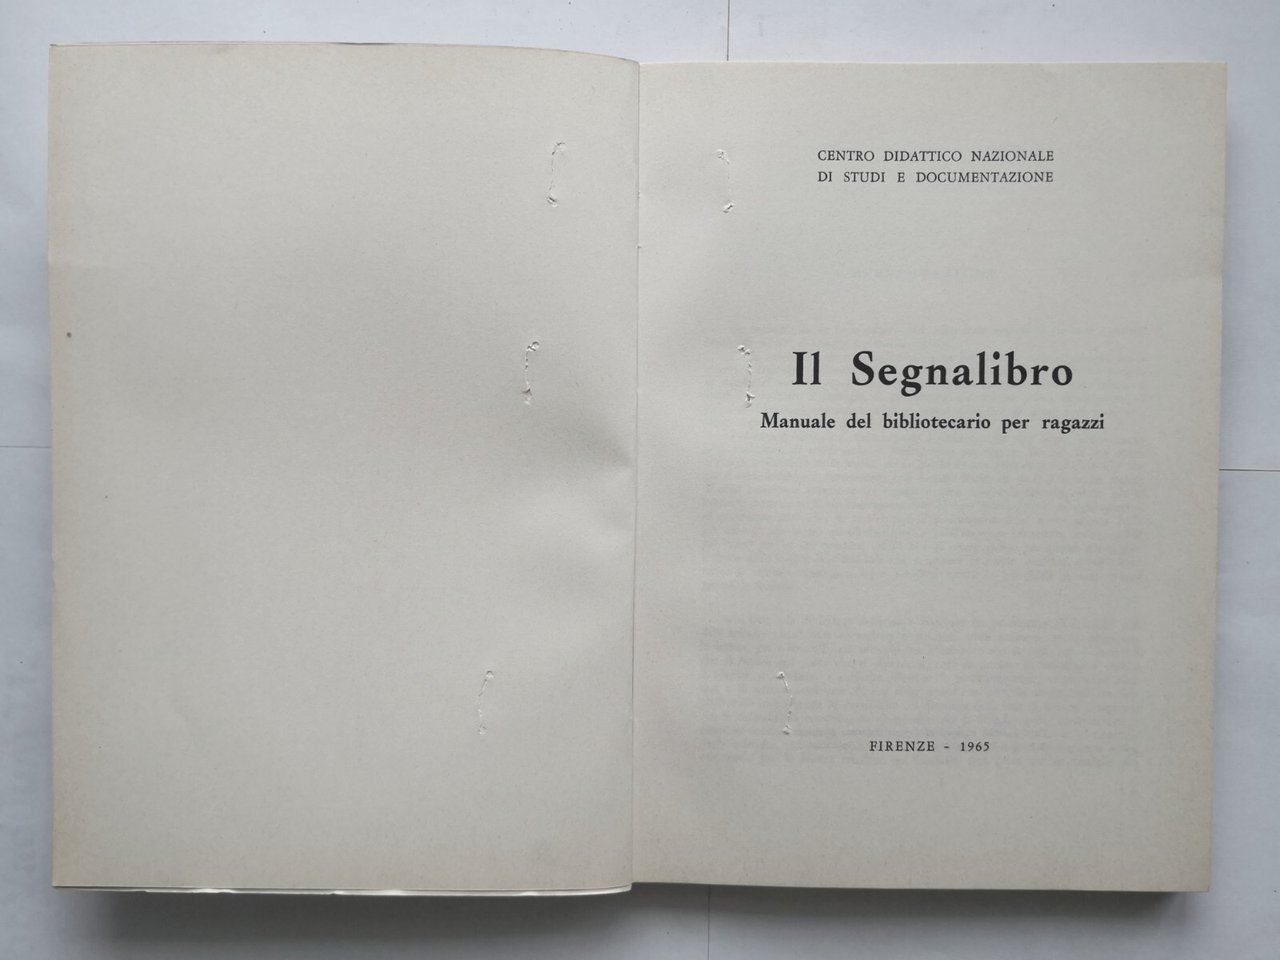 CENTRO DIDATTICO NAZIONALE
DI STUDI E DOCUMENTAZIONE
Il Segnalibro
Manuale del bibliotecario per ragazzi
FIRENZE - 1965